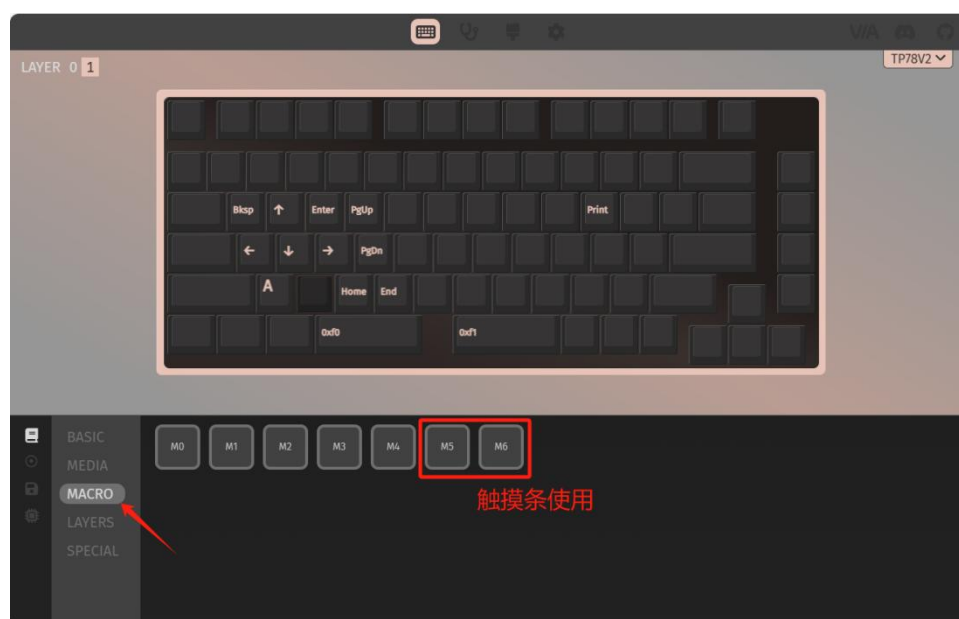 VIA
LAYER 0 1
TP78V2
Bksp ↑ Enter PgUp Print
← ↓ → PgDn
A Home End
0xf0 0xf1
BASIC
MEDIA
MACRO
LAYERS
SPECIAL
M0 M1 M2 M3 M4 M5 M6
触摸条使用